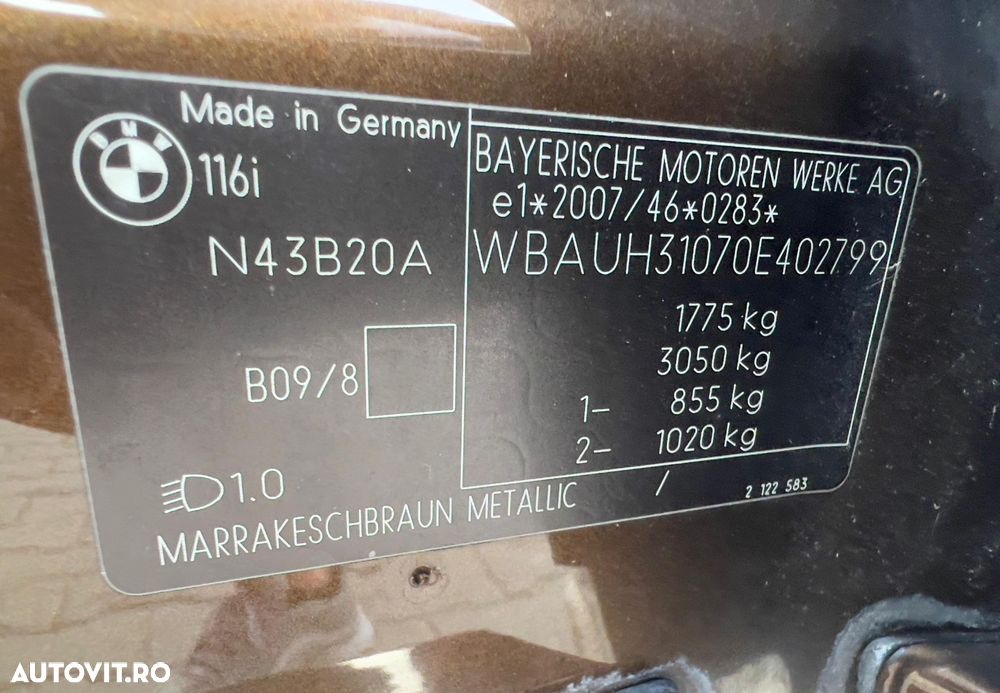 Made in Germany
BMW
116i
N43B20A
B09/8
1.0
MARRAKESCHBRAUN METALLIC /
BAYERISCHE MOTOREN WERKE AG
e1*2007/46*0283*
WBAUH31070E402799
1775 kg
3050 kg
1- 855 kg
2- 1020 kg
2 122 583
AUTOVIT.RO